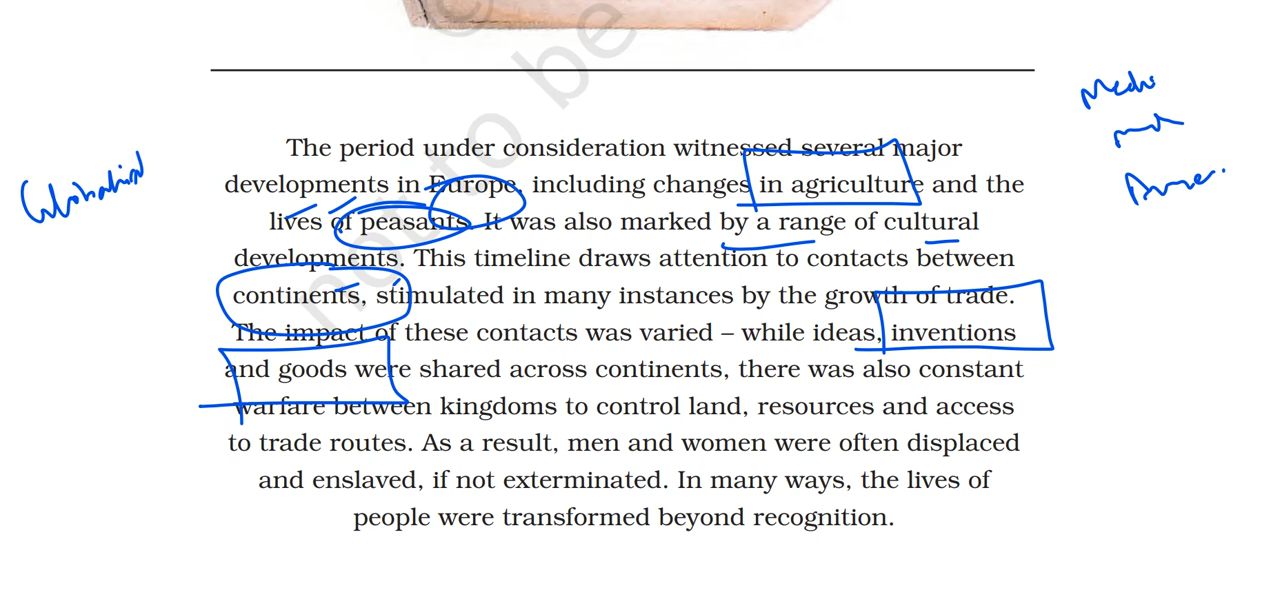 The period under consideration witnessed several major
developments in Europe, including changes in agriculture and the
lives of peasants. It was also marked by a range of cultural
developments. This timeline draws attention to contacts between
continents, stimulated in many instances by the growth of trade.
The impact of these contacts was varied – while ideas, inventions
and goods were shared across continents, there was also constant
warfare between kingdoms to control land, resources and access
to trade routes. As a result, men and women were often displaced
and enslaved, if not exterminated. In many ways, the lives of
people were transformed beyond recognition.
not to be